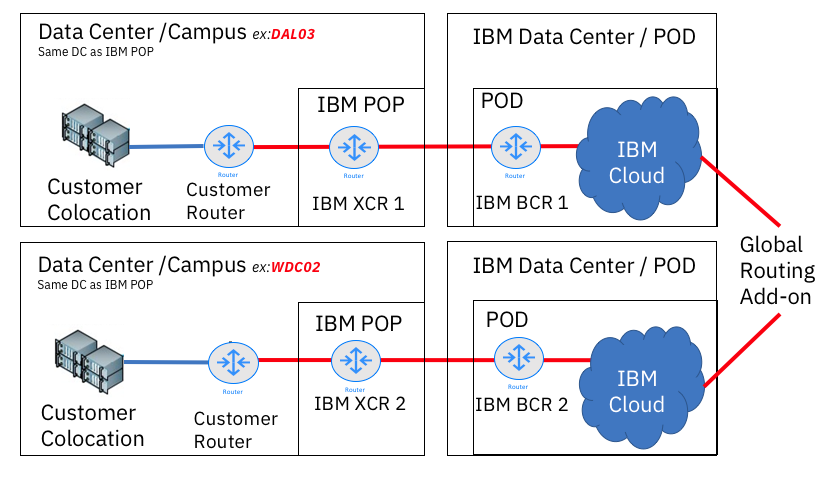 Data Center /Campus ex:DAL03
Same DC as IBM POP
IBM Data Center / POD
IBM POP
POD
IBM
Cloud
Router
Router
Router
Customer
Colocation
Customer
Router
IBM XCR 1
IBM BCR 1
Global
Routing
Add-on
Data Center /Campus ex:WDC02
Same DC as IBM POP
IBM Data Center / POD
IBM POP
POD
IBM
Cloud
Router
Router
Router
Customer
Colocation
Customer
Router
IBM XCR 2
IBM BCR 2